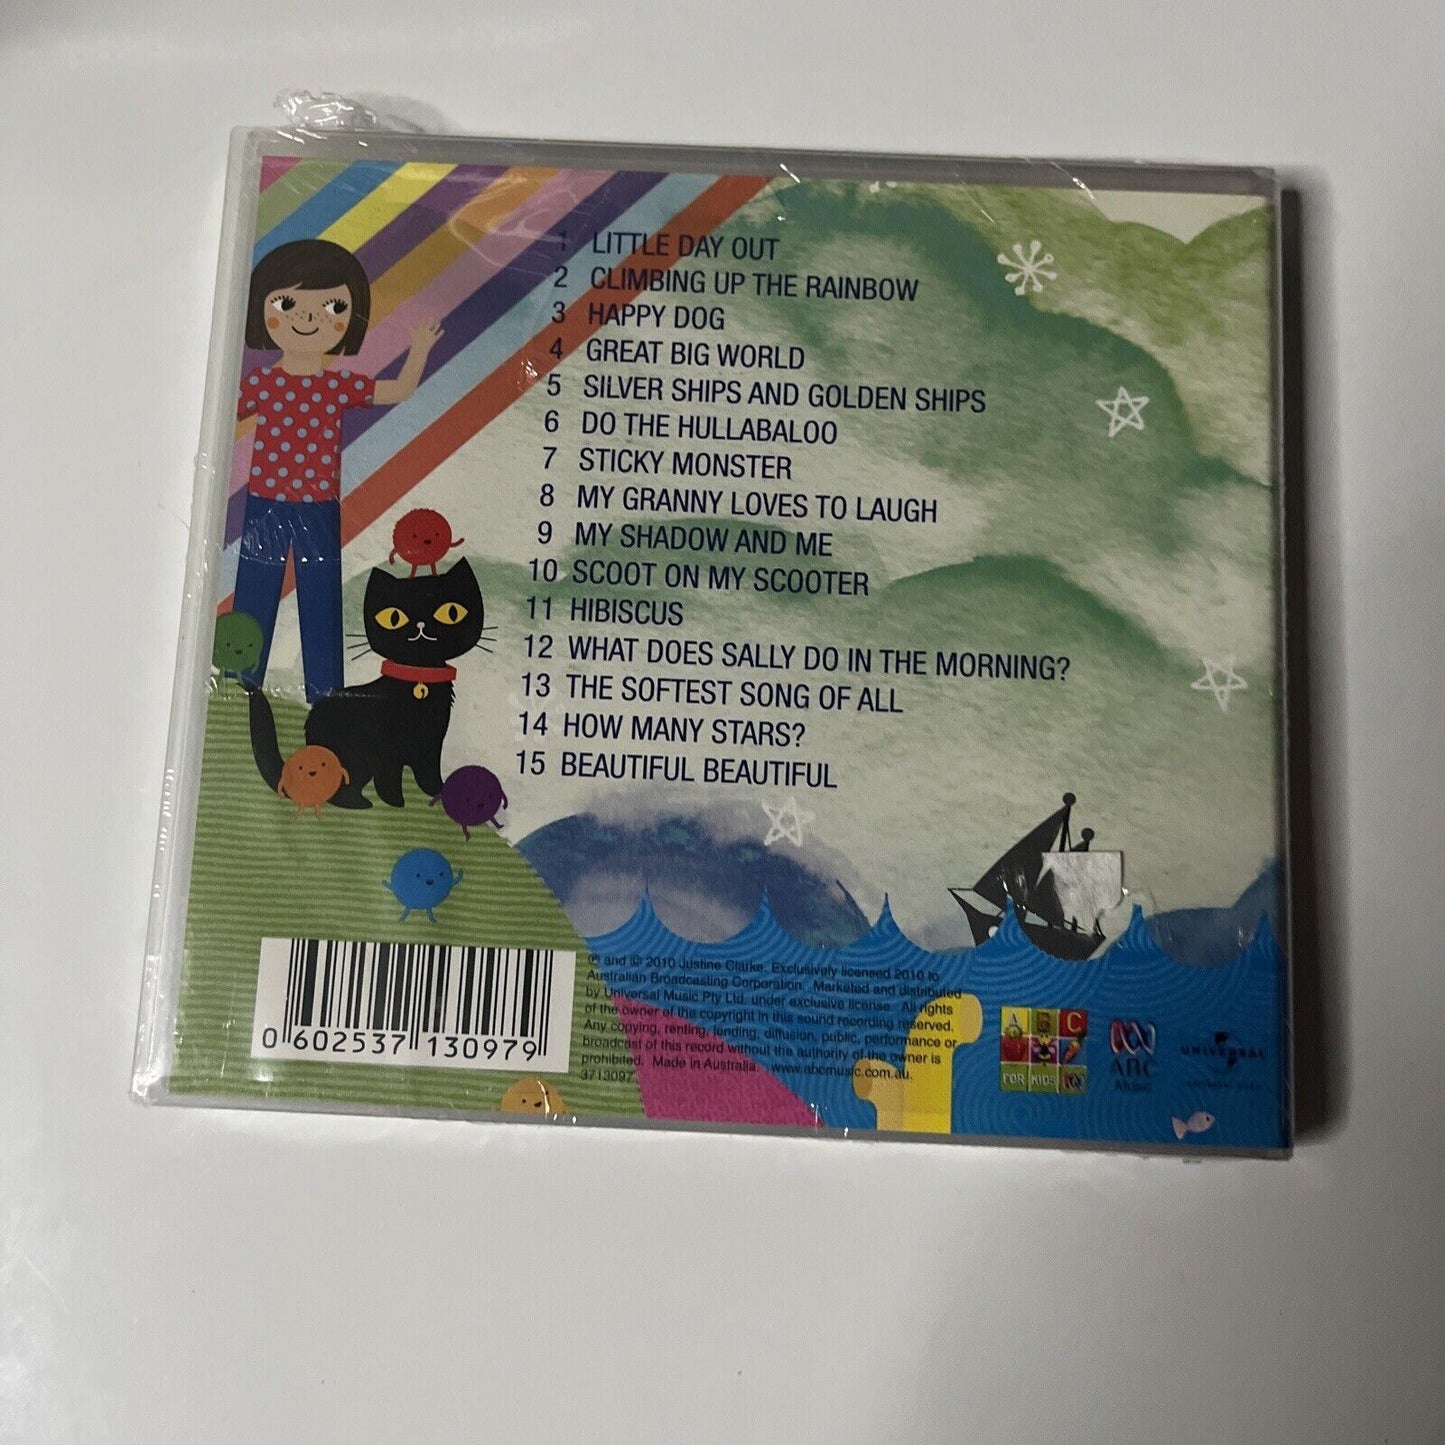 1 LITTLE DAY OUT
2 CLIMBING UP THE RAINBOW
3 HAPPY DOG
4 GREAT BIG WORLD
5 SILVER SHIPS AND GOLDEN SHIPS
6 DO THE HULLABALOO
7 STICKY MONSTER
8 MY GRANNY LOVES TO LAUGH
9 MY SHADOW AND ME
10 SCOOT ON MY SCOOTER
11 HIBISCUS
12 WHAT DOES SALLY DO IN THE MORNING?
13 THE SOFTEST SONG OF ALL
14 HOW MANY STARS?
15 BEAUTIFUL BEAUTIFUL
℗ and © 2010 Justine Clarke. Exclusively licensed 2010 to
Australian Broadcasting Corporation. Marketed and distributed
by Universal Music Pty Ltd. under exclusive license. All rights
of the owner of the copyright in this sound recording reserved.
Any copying, renting, lending, diffusion, public, performance or
broadcast of this record without the authority of the owner is
prohibited. Made in Australia. www.abcmusic.com.au.
3713097
0 602537 130979
A B C
FOR KIDS
ABC
Music
UNIVERSAL